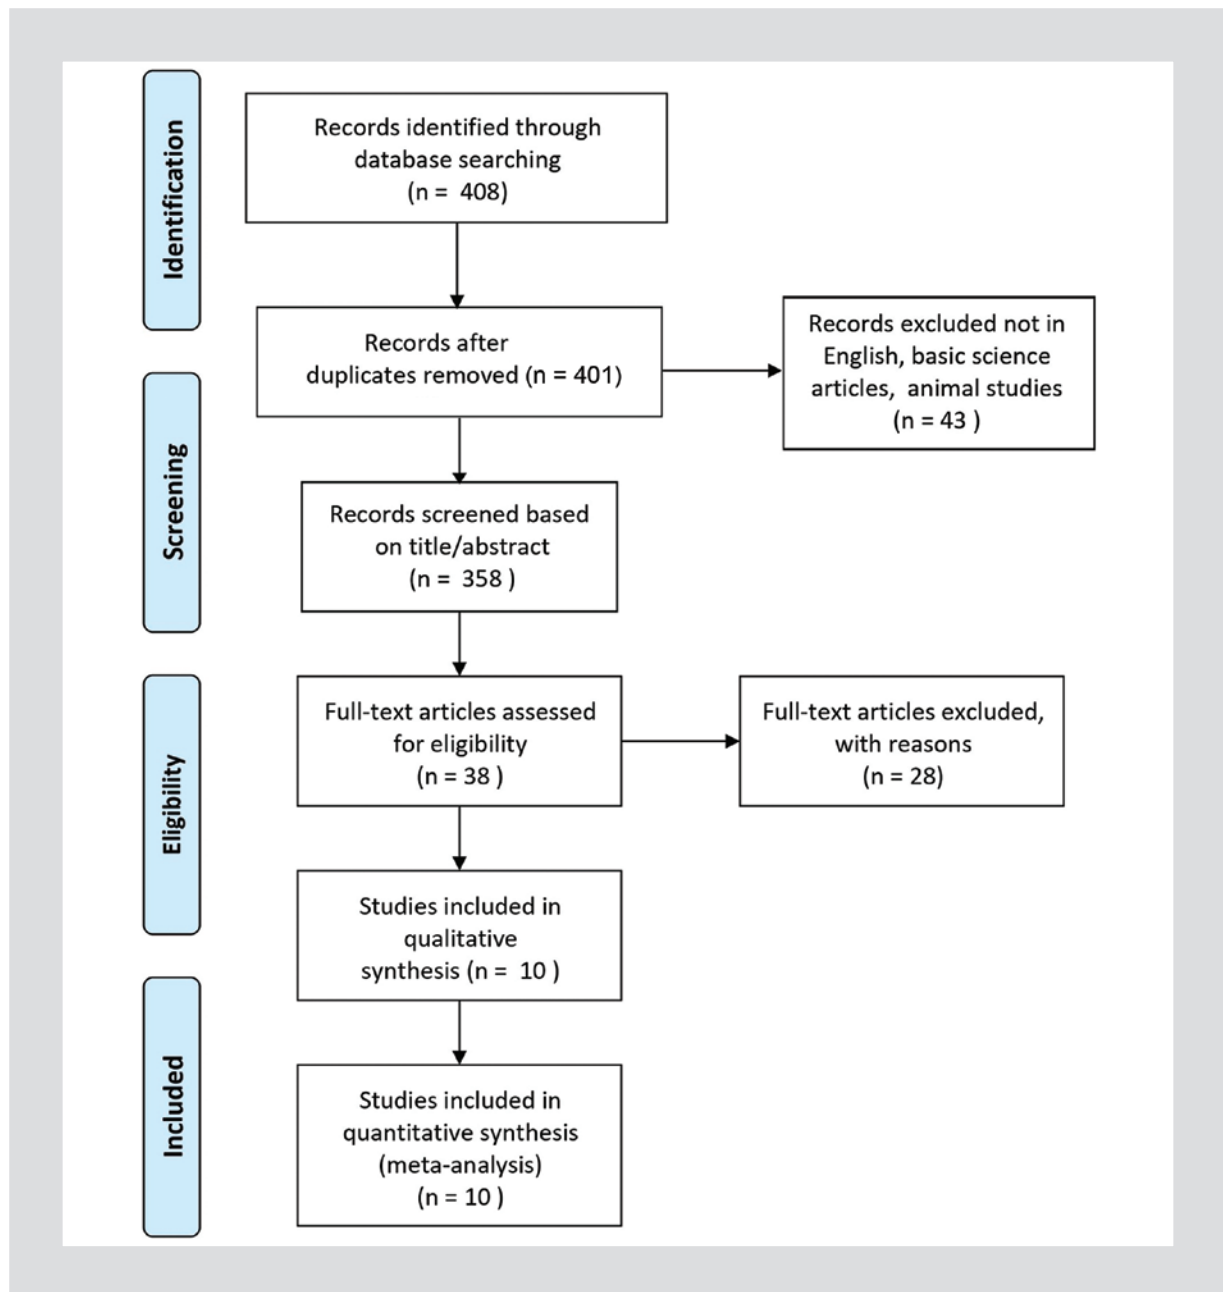 Identification
Records identified through
database searching
(n =  408)
Records after
duplicates removed (n = 401)
Records excluded not in
English, basic science
articles,  animal studies
(n = 43 )
Screening
Records screened based
on title/abstract
(n =  358 )
Eligibility
Full-text articles assessed
for eligibility
(n = 38 )
Full-text articles excluded,
with reasons
(n = 28)
Studies included in
qualitative
synthesis (n =  10 )
Included
Studies included in
quantitative synthesis
(meta-analysis)
(n = 10 )